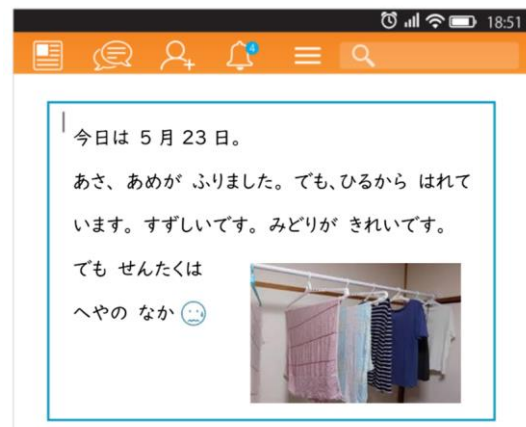 18:51
4
今日は 5 月 23 日。
あさ、あめが ふりました。でも、ひるから はれて
います。すずしいです。みどりが きれいです。
でも せんたくは
へやの なか